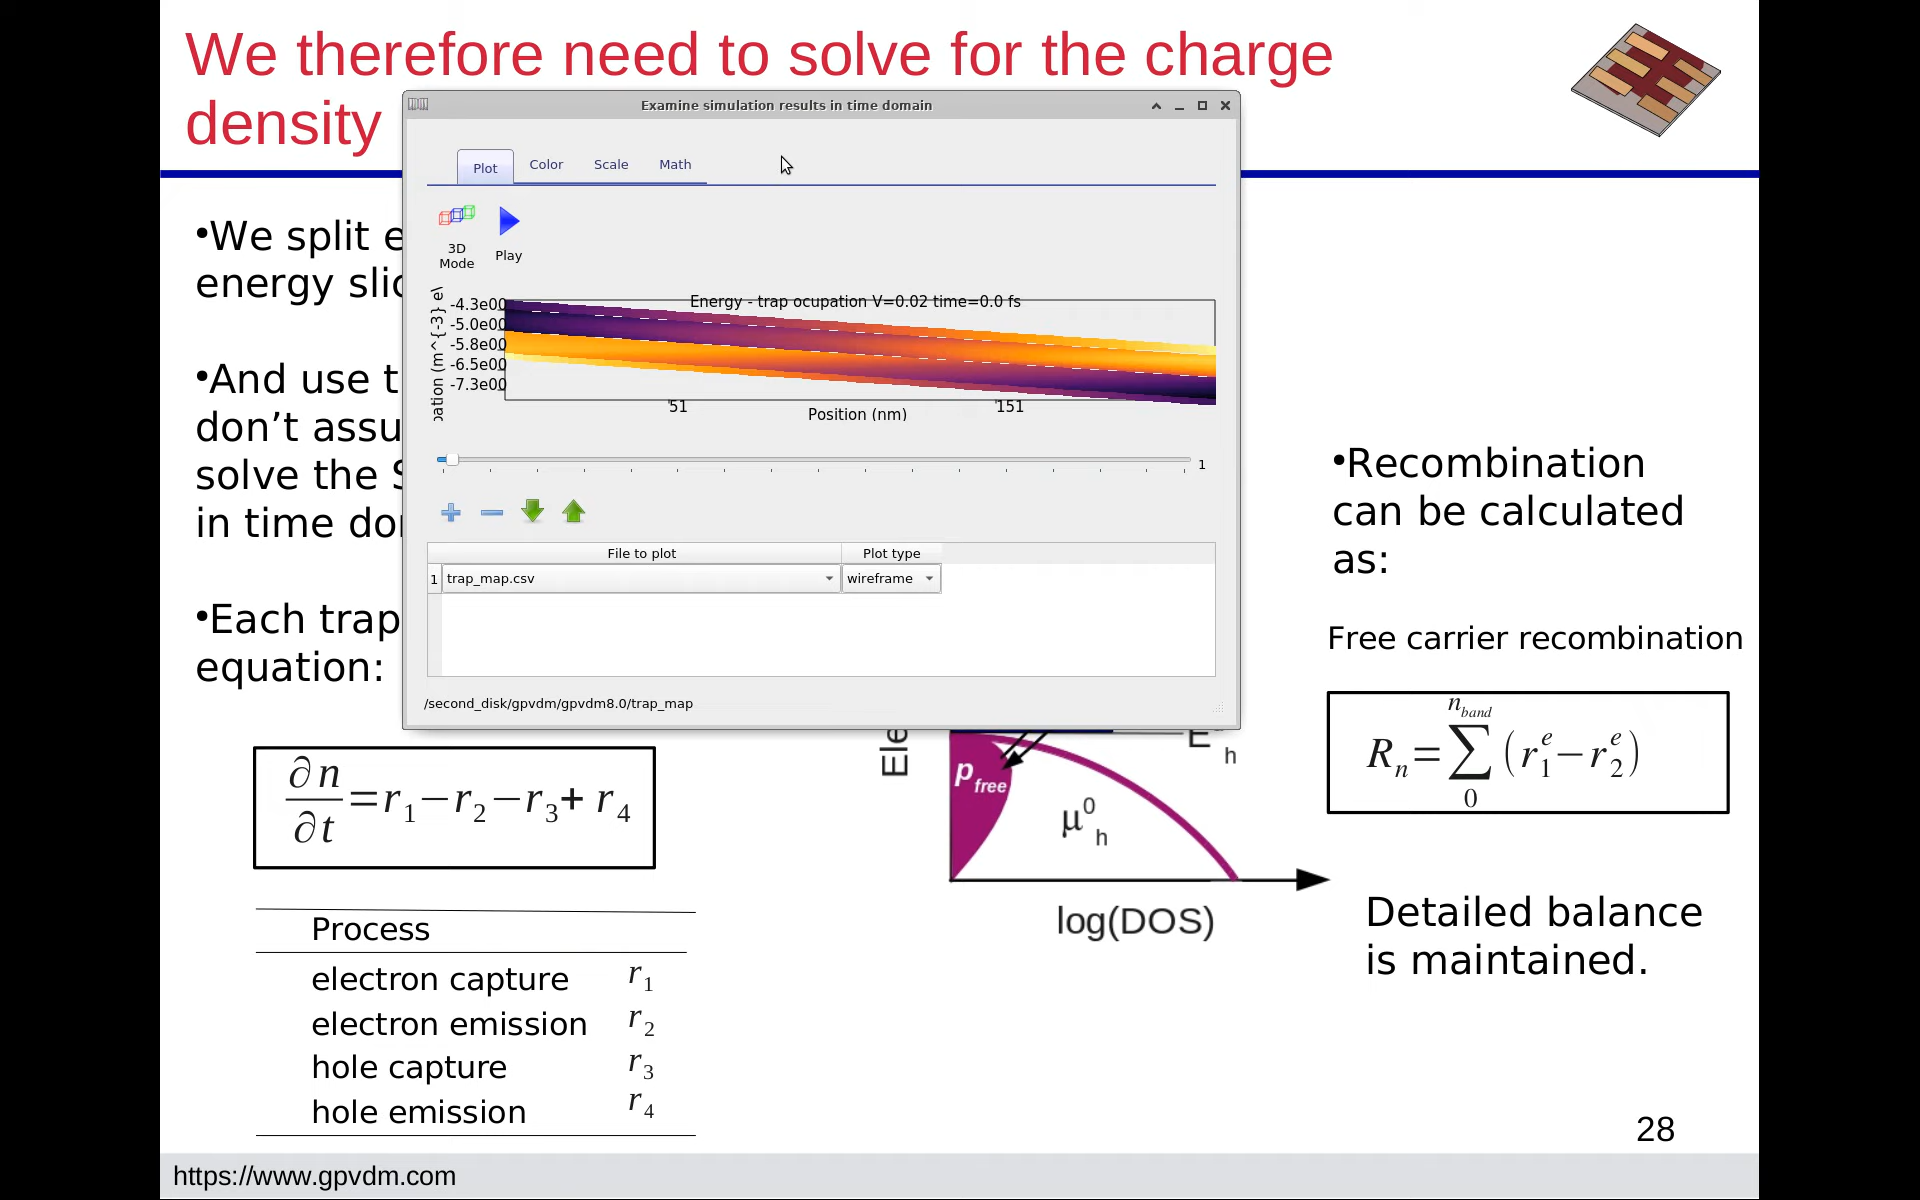 We therefore need to solve for the charge
density
Examine simulation results in time domain
Plot
Color
Scale
Math
3D
Mode
Play
Energy - trap ocupation V=0.02 time=0.0 fs
-4.3e00
-5.0e00
-5.8e00
-6.5e00
-7.3e00
51
151
Position (nm)
1
File to plot
Plot type
1
trap_map.csv
wireframe
/second_disk/gpvdm/gpvdm8.0/trap_map
•We split
energy
•And use
don’t
solve the
in time
•Each trap
equation:
∂n/∂t=r1−r2−r3+ r4
Process
electron capture r1
electron emission r2
hole capture r3
hole emission r4
E h
pfree
μ0h
log(DOS)
•Recombination
can be calculated
as:
Free carrier recombination
Rn=∑0nband(r1e−r2e)
Detailed balance
is maintained.
28
https://www.gpvdm.com